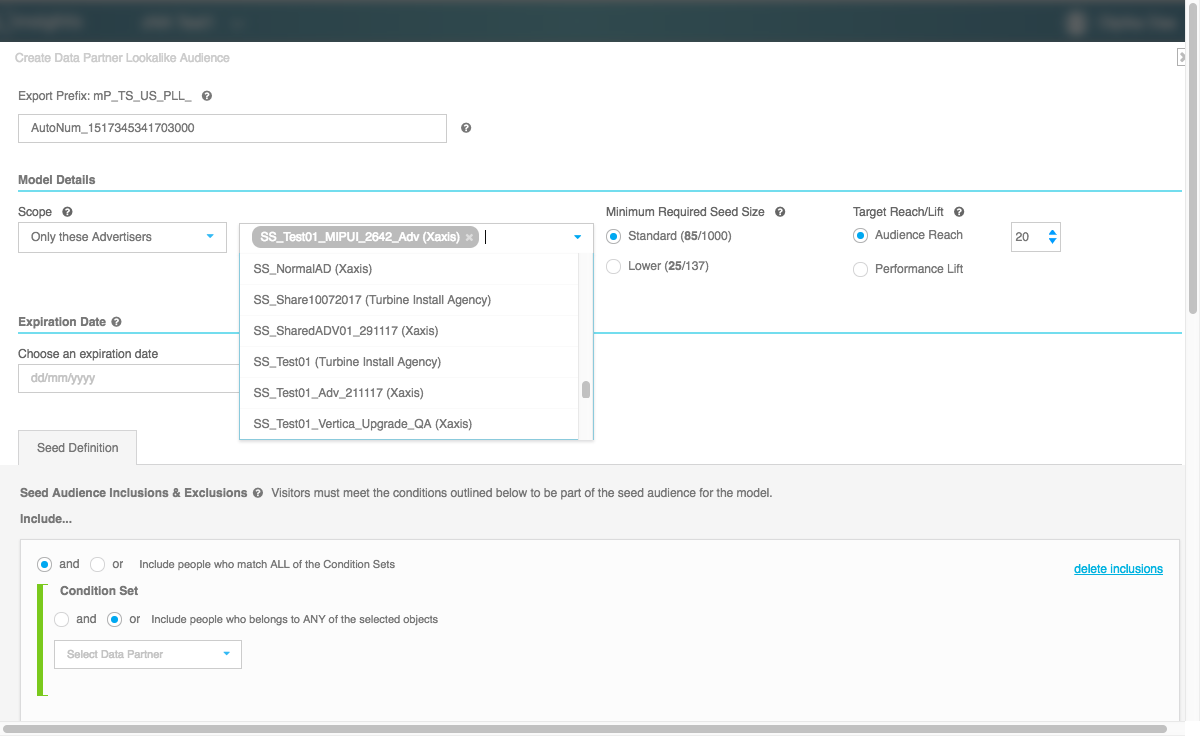 Create Data Partner Lookalike Audience
Export Prefix: mP_TS_US_PLL_
AutoNum_1517345341703000
Model Details
Scope
Only these Advertisers
SS_Test01_MIPUI_2642_Adv (Xaxis)
SS_NormalAD (Xaxis)
SS_Share10072017 (Turbine Install Agency)
SS_SharedADV01_291117 (Xaxis)
SS_Test01 (Turbine Install Agency)
SS_Test01_Adv_211117 (Xaxis)
SS_Test01_Vertica_Upgrade_QA (Xaxis)
Minimum Required Seed Size
Standard (85/1000)
Lower (25/137)
Target Reach/Lift
Audience Reach
20
Performance Lift
Expiration Date
Choose an expiration date
dd/mm/yyyy
Seed Definition
Seed Audience Inclusions & Exclusions Visitors must meet the conditions outlined below to be part of the seed audience for the model.
Include...
and or Include people who match ALL of the Condition Sets
delete inclusions
Condition Set
and or Include people who belongs to ANY of the selected objects
Select Data Partner